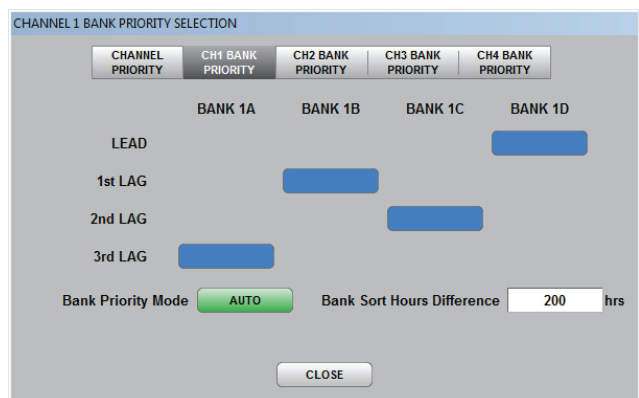 CHANNEL 1 BANK PRIORITY SELECTION
CHANNEL PRIORITY
CH1 BANK PRIORITY
CH2 BANK PRIORITY
CH3 BANK PRIORITY
CH4 BANK PRIORITY
BANK 1A BANK 1B BANK 1C BANK 1D
LEAD
1st LAG
2nd LAG
3rd LAG
Bank Priority Mode AUTO Bank Sort Hours Difference 200 hrs
CLOSE